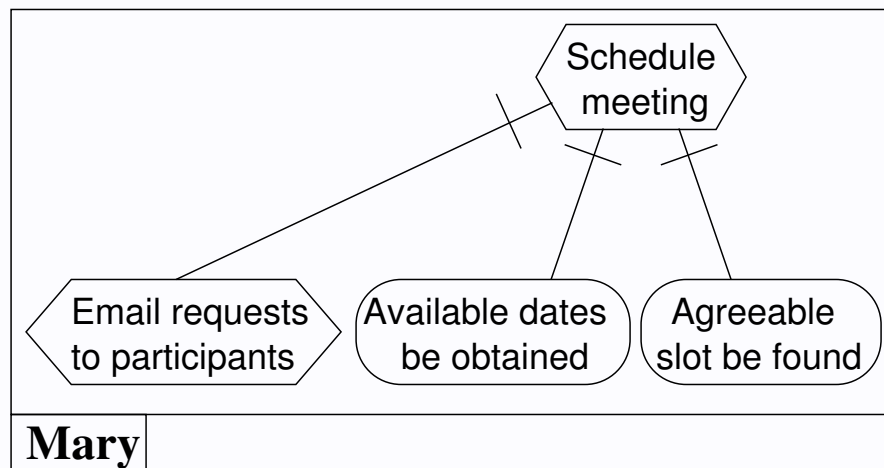 Schedule
meeting
Email requests
to participants
Available dates
be obtained
Agreeable
slot be found
Mary